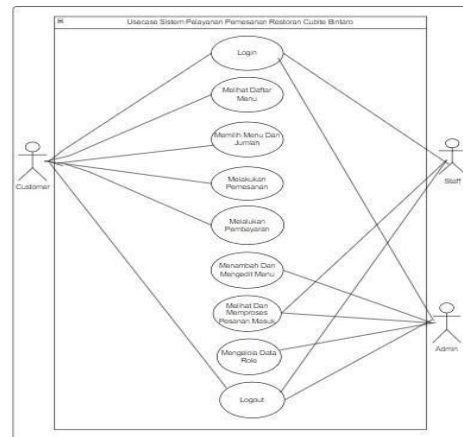 Usecase Sistem Pelayanan Pemesanan Restoran Cubite Bintaro
Login
Melihat Daftar
Menu
Memilih Menu Dan
Jumlah
Customer
Staff
Melakukan
Pemesanan
Melalukan
Pembayaran
Menambah Dan
Mengedit Menu
Melihat Dan
Memproses
Pesanan Masuk
Admin
Mengelola Data
Role
Logout